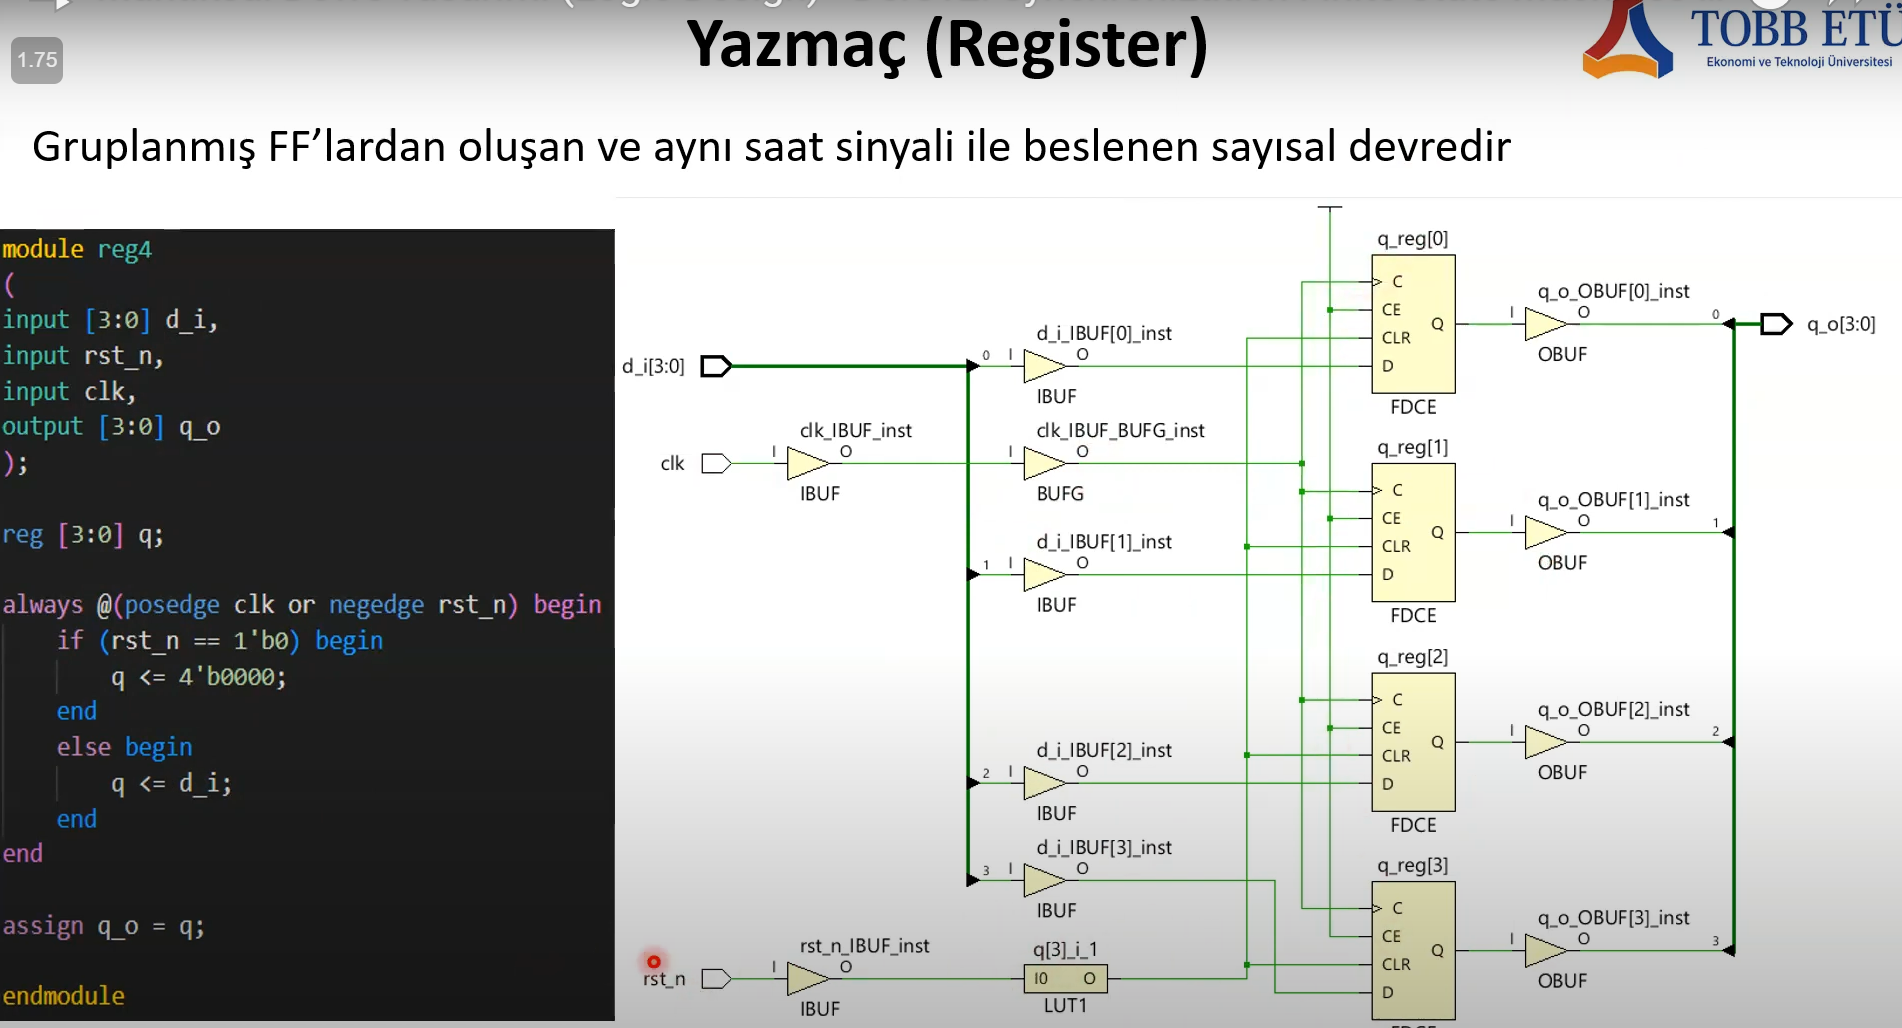 Yazmaç (Register)
1.75
TOBB ETÜ
Ekonomi ve Teknoloji Üniversitesi
Gruplanmış FF’lardan oluşan ve aynı saat sinyali ile beslenen sayısal devredir
module reg4
(
input [3:0] d_i,
input rst_n,
input clk,
output [3:0] q_o
);
reg [3:0] q;
always @(posedge clk or negedge rst_n) begin
if (rst_n == 1'b0) begin
q <= 4'b0000;
end
else begin
q <= d_i;
end
end
assign q_o = q;
endmodule
d_i[3:0]
clk
rst_n
clk_IBUF_inst
I
O
IBUF
rst_n_IBUF_inst
I
O
IBUF
d_i_IBUF[0]_inst
0 I
O
IBUF
clk_IBUF_BUFG_inst
I
O
BUFG
d_i_IBUF[1]_inst
1 I
O
IBUF
d_i_IBUF[2]_inst
2 I
O
IBUF
d_i_IBUF[3]_inst
3 I
O
IBUF
q[3]_i_1
I0 O
LUT1
q_reg[0]
C
CE
Q
CLR
D
FDCE
q_reg[1]
C
CE
Q
CLR
D
FDCE
q_reg[2]
C
CE
Q
CLR
D
FDCE
q_reg[3]
C
CE
Q
CLR
D
FDCE
q_o_OBUF[0]_inst
I
O
0
OBUF
q_o_OBUF[1]_inst
I
O
1
OBUF
q_o_OBUF[2]_inst
I
O
2
OBUF
q_o_OBUF[3]_inst
I
O
3
OBUF
q_o[3:0]